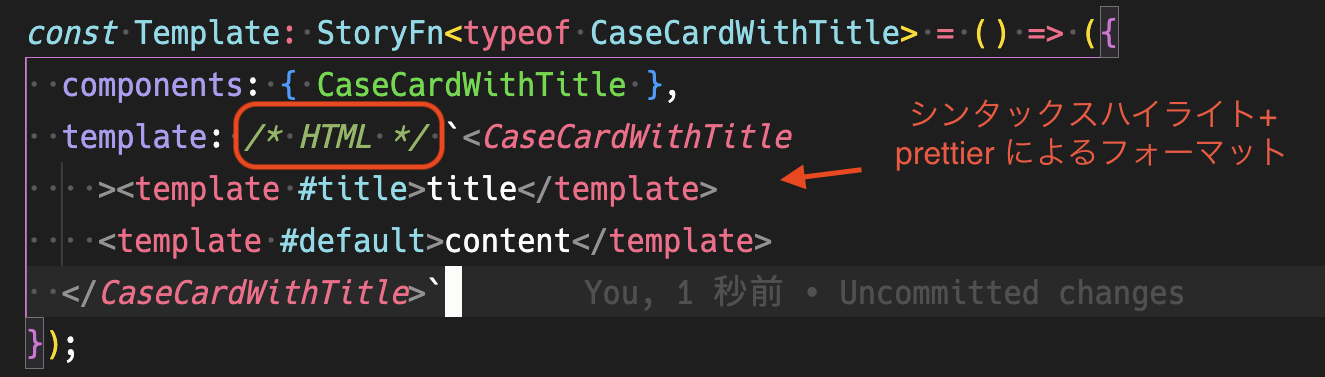 const Template: StoryFn<typeof CaseCardWithTitle> = () => ({
  components: { CaseCardWithTitle },
  template: /* HTML */ `<CaseCardWithTitle
    ><template #title>title</template>
    <template #default>content</template>
  </CaseCardWithTitle>` You, 1 秒前 • Uncommitted changes
});
シンタックスハイライト+
prettier によるフォーマット